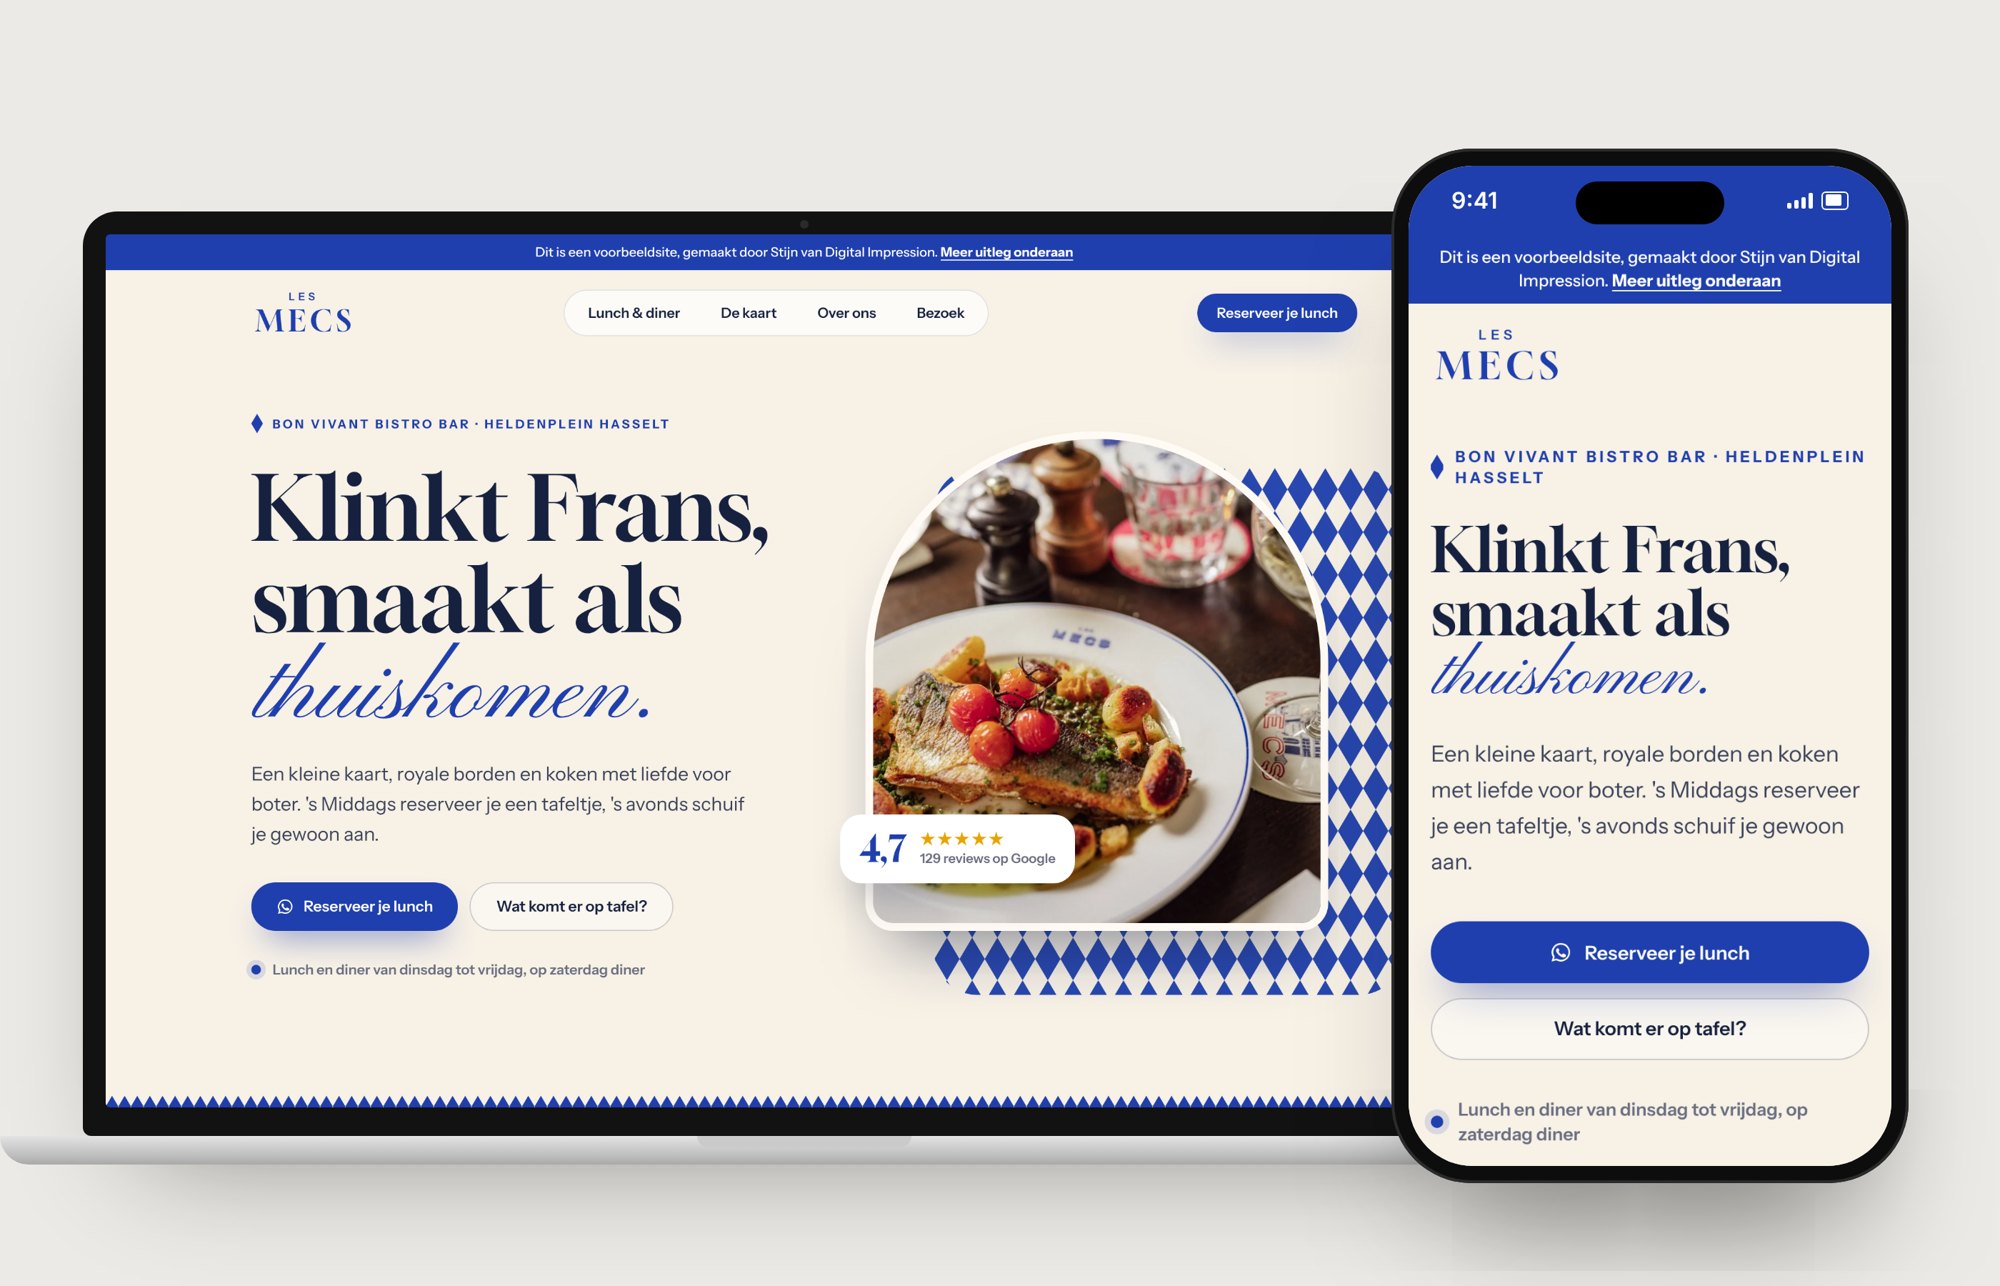 Dit is een voorbeeldsite, gemaakt door Stijn van Digital Impression. Meer uitleg onderaan
LES
MECS
Lunch & diner
De kaart
Over ons
Bezoek
Reserveer je lunch
BON VIVANT BISTRO BAR · HELDENPLEIN HASSELT
Klinkt Frans,
smaakt als
thuiskomen.
Een kleine kaart, royale borden en koken met liefde voor
boter. 's Middags reserveer je een tafeltje, 's avonds schuif
je gewoon aan.
Reserveer je lunch
Wat komt er op tafel?
Lunch en diner van dinsdag tot vrijdag, op zaterdag diner
LES
MECS
MECS
4,7 ★★★★★
129 reviews op Google
9:41
Dit is een voorbeeldsite, gemaakt door Stijn van Digital
Impression. Meer uitleg onderaan
LES
MECS
BON VIVANT BISTRO BAR · HELDENPLEIN
HASSELT
Klinkt Frans,
smaakt als
thuiskomen.
Een kleine kaart, royale borden en koken
met liefde voor boter. 's Middags reserveer
je een tafeltje, 's avonds schuif je gewoon
aan.
Reserveer je lunch
Wat komt er op tafel?
Lunch en diner van dinsdag tot vrijdag, op
zaterdag diner